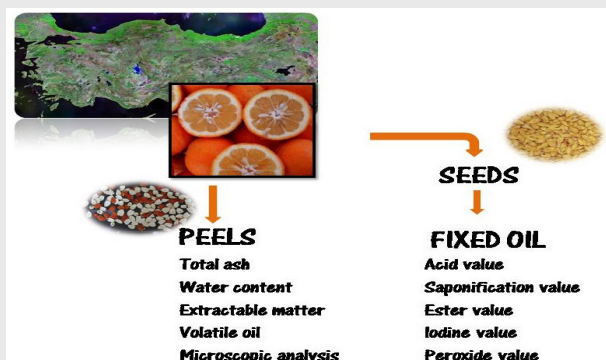 SEEDS
PEELS
Total ash
Water content
Extractable matter
Volatile oil
Microscopic analysis
FIXED OIL
Acid value
Saponification value
Ester value
Iodine value
Peroxide value